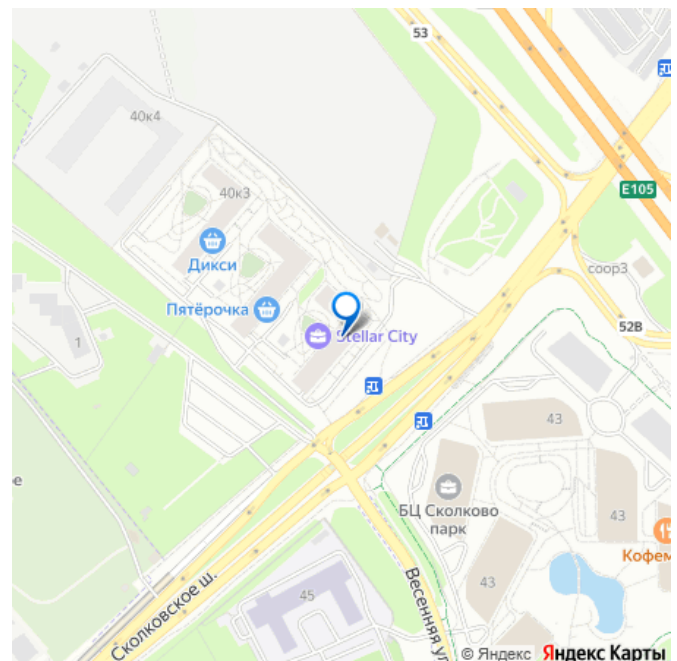 53
40к4
E105
40к3
Дикси
соор3
Пятёрочка
52В
1
Stellar City
43
е
БЦ Сколково
парк
43
Кофем
43
Весенняя ул
45
Сколковское ш.
© Яндекс Яндекс Карты